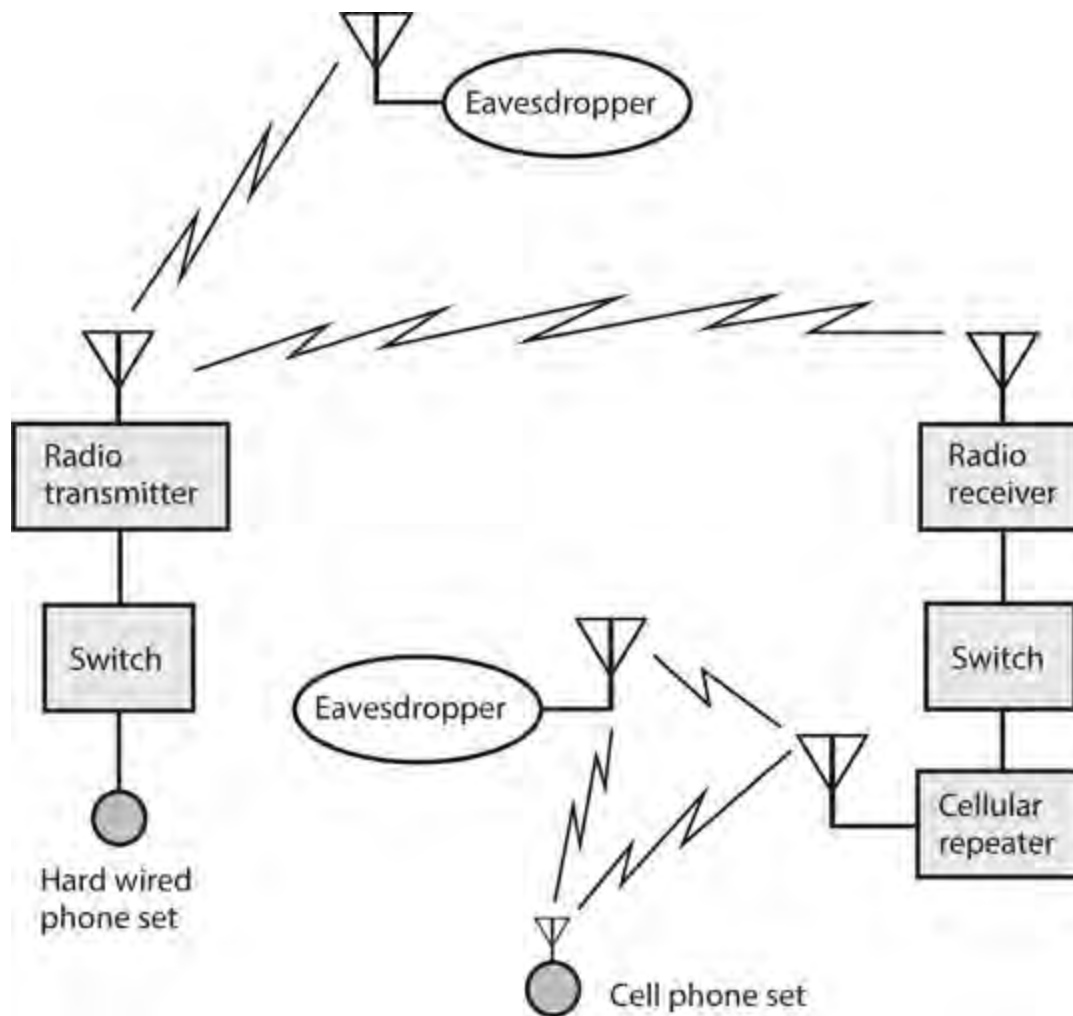 Eavesdropper
Radio
transmitter
Radio
receiver
Switch
Switch
Eavesdropper
Cellular
repeater
Hard wired
phone set
Cell phone set